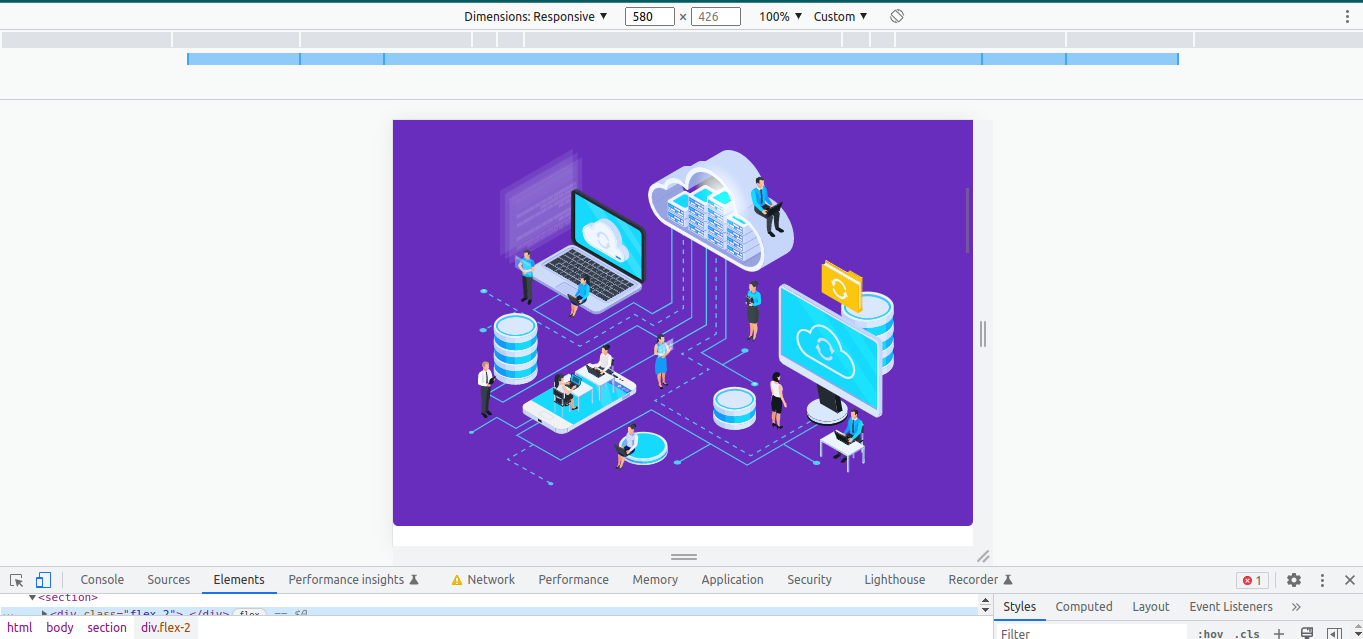 Dimensions: Responsive ▼ 580 × 426 100% ▼ Custom ▼
Console Sources Elements Performance insights Network Performance Memory Application Security Lighthouse Recorder 1
▼<section>
… ▶<div class="flex-2">…</div> flex == $0
html body section div.flex-2
Styles Computed Layout Event Listeners »
Filter :hov .cls +